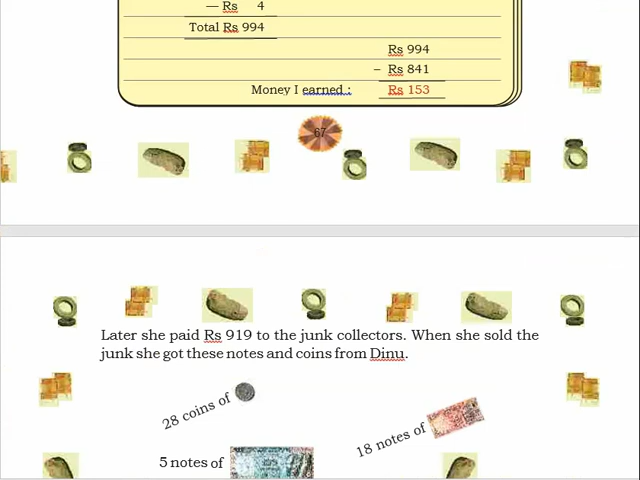 — Rs 4
Total Rs 994
Rs 994
– Rs 841
Money I earned : Rs 153
67
Later she paid Rs 919 to the junk collectors. When she sold the
junk she got these notes and coins from Dinu.
28 coins of
18 notes of
5 notes of